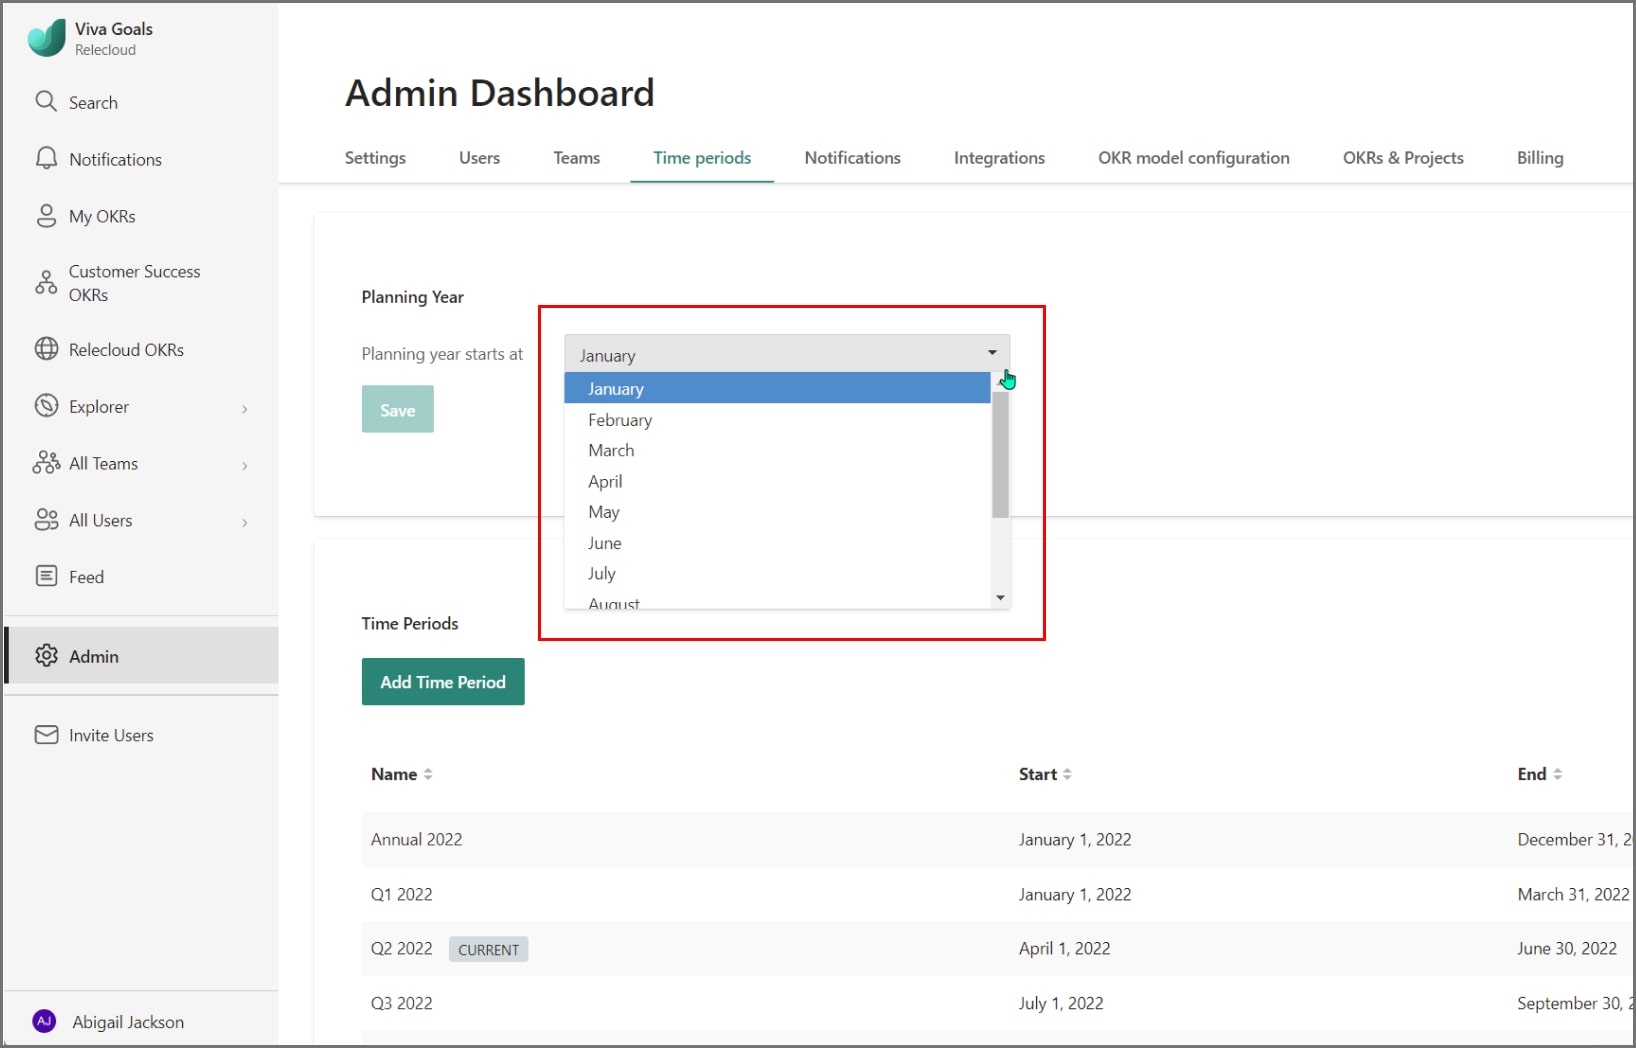 Viva Goals
Relecloud
Search
Notifications
My OKRs
Customer Success
OKRs
Relecloud OKRs
Explorer
All Teams
All Users
Feed
Admin
Invite Users
AJ Abigail Jackson
Admin Dashboard
Settings Users Teams Time periods Notifications Integrations OKR model configuration OKRs & Projects Billing
Planning Year
Planning year starts at January
Save
January
February
March
April
May
June
July
August
Time Periods
Add Time Period
Name Start End
Annual 2022 January 1, 2022 December 31, 2
Q1 2022 January 1, 2022 March 31, 2022
Q2 2022 CURRENT April 1, 2022 June 30, 2022
Q3 2022 July 1, 2022 September 30, 2